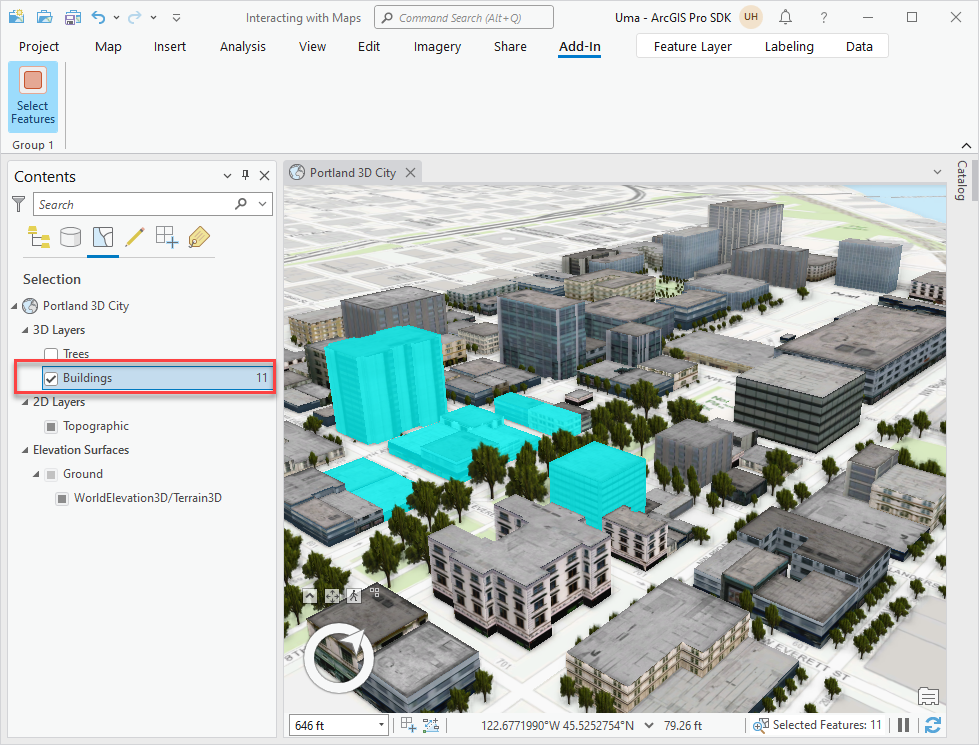 Interacting with Maps
Command Search (Alt+Q)
Uma - ArcGIS Pro SDK
UH
?
Project
Map
Insert
Analysis
View
Edit
Imagery
Share
Add-In
Feature Layer
Labeling
Data
Select
Features
Group 1
Contents
Search
Selection
Portland 3D City
3D Layers
Trees
Buildings 11
2D Layers
Topographic
Elevation Surfaces
Ground
WorldElevation3D/Terrain3D
Portland 3D City
Catalog
701
EVERETT ST
646 ft
122.6771990°W 45.5252754°N
79.26 ft
Selected Features: 11